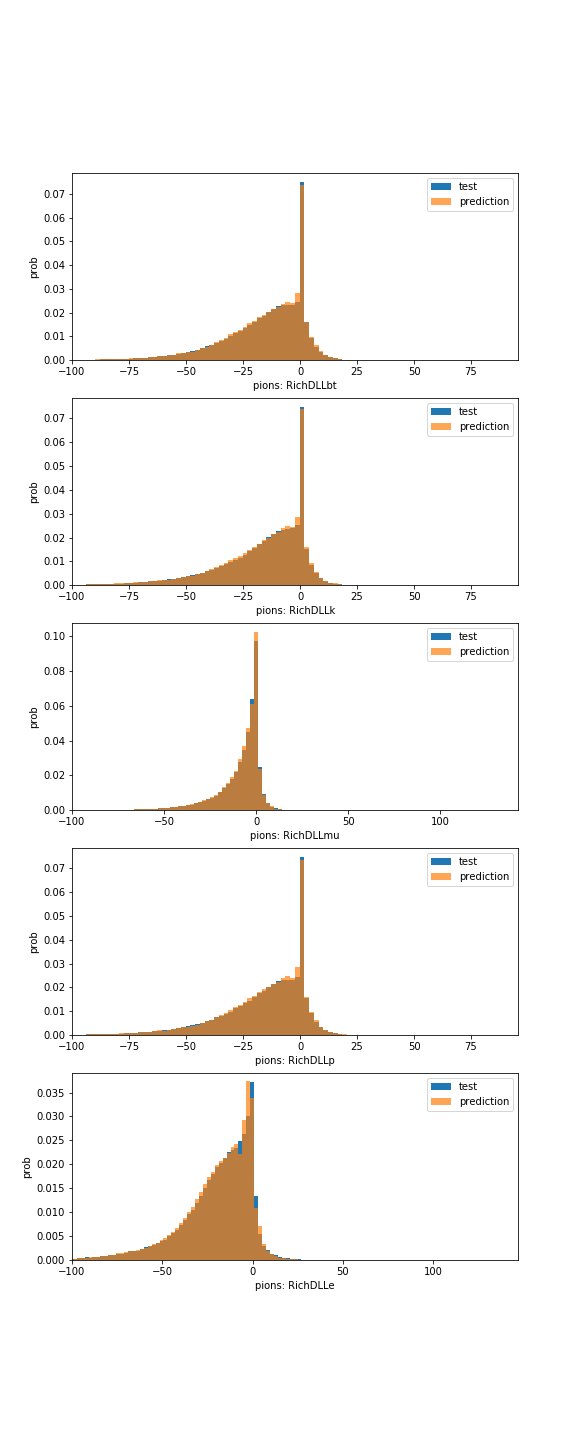 0.07
0.06
0.05
0.04
0.03
0.02
0.01
0.00
prob
test
prediction
−100 −75 −50 −25 0 25 50 75
pions: RichDLLbt
0.07
0.06
0.05
0.04
0.03
0.02
0.01
0.00
prob
test
prediction
−100 −75 −50 −25 0 25 50 75
pions: RichDLLk
0.10
0.08
0.06
0.04
0.02
0.00
prob
test
prediction
−100 −50 0 50 100
pions: RichDLLmu
0.07
0.06
0.05
0.04
0.03
0.02
0.01
0.00
prob
test
prediction
−100 −75 −50 −25 0 25 50 75
pions: RichDLLp
0.035
0.030
0.025
0.020
0.015
0.010
0.005
0.000
prob
test
prediction
−100 −50 0 50 100
pions: RichDLLe